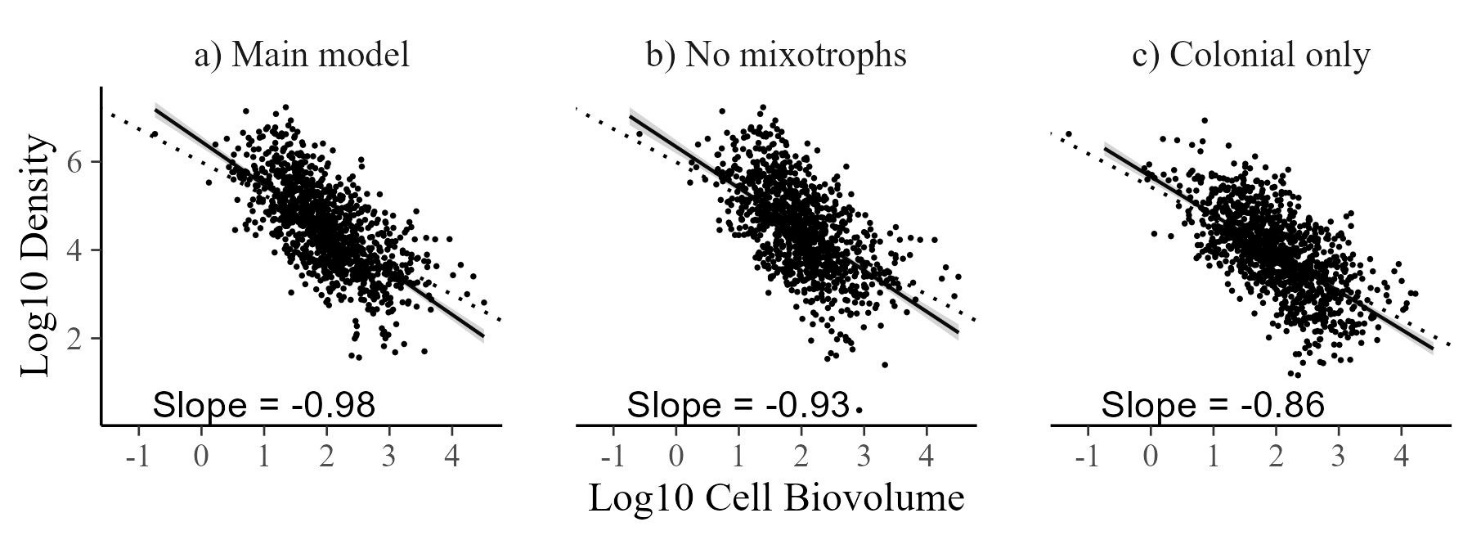 a) Main model
b) No mixotrophs
c) Colonial only
Log10 Density
6
4
2
Slope = -0.98
Slope = -0.93
Slope = -0.86
-1 0 1 2 3 4
-1 0 1 2 3 4
-1 0 1 2 3 4
Log10 Cell Biovolume